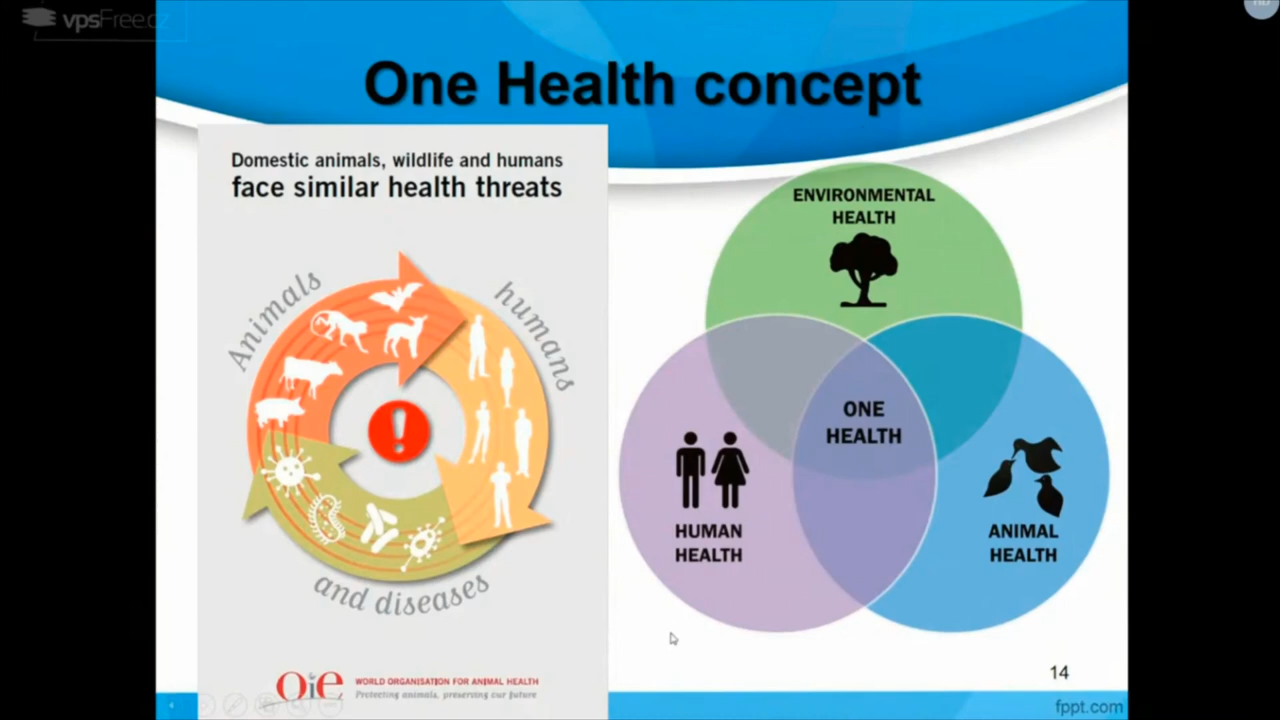 vpsFree.cz
HD
One Health concept
Domestic animals, wildlife and humans
face similar health threats
Animals
humans
and diseases
Oie
WORLD ORGANISATION FOR ANIMAL HEALTH
Protecting animals, preserving our future
ENVIRONMENTAL
HEALTH
ONE
HEALTH
HUMAN
HEALTH
ANIMAL
HEALTH
14
fppt.com